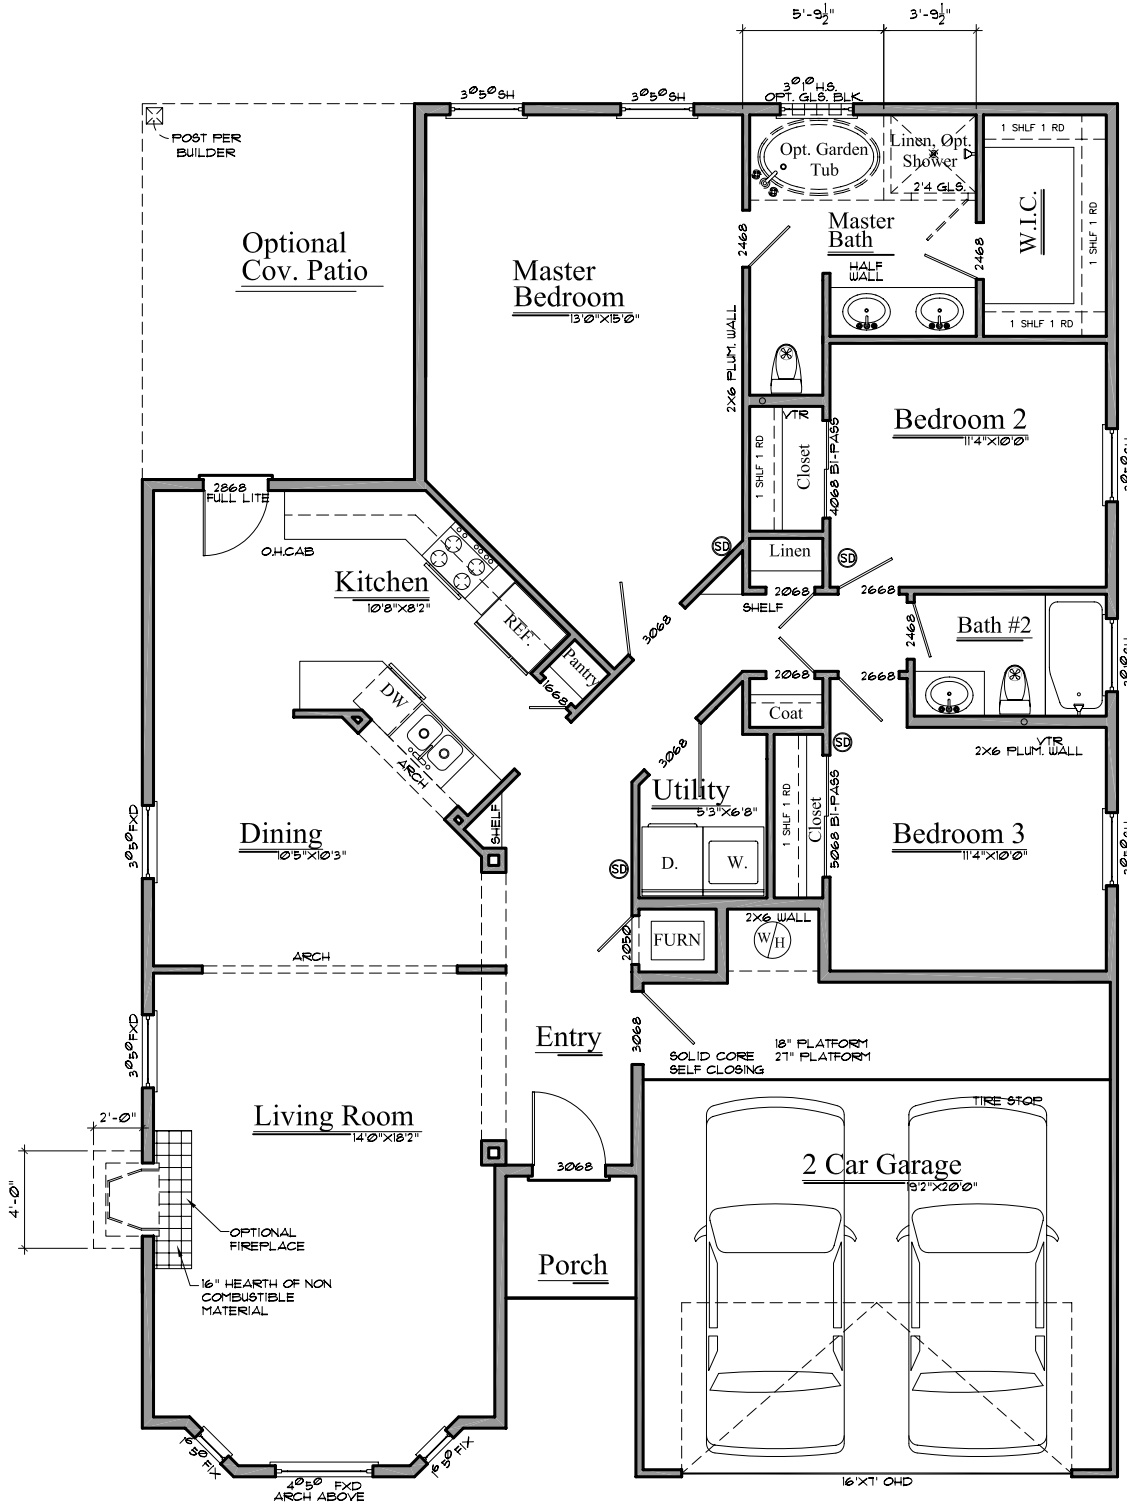 5'-9½"
3'-9½"
3⁰5⁰SH
3⁰5⁰SH
3⁰1⁰ H.S.
OPT. GLS. BLK.
POST PER
BUILDER
1 SHLF 1 RD
Opt. Garden
Tub
Linen, Opt.
Shower
2'4 GLS.
W.I.C.
1 SHLF 1 RD
Optional
Cov. Patio
Master
Bedroom
13'0"X15'0"
2468
Master
Bath
HALF
WALL
2468
1 SHLF 1 RD
2X6 PLUM. WALL
VTR
1 SHLF 1 RD
Closet
4068 BI-PASS
Bedroom 2
11'4"X10'0"
3⁰5⁰SH
2868
FULL LITE
O.H.CAB
Kitchen
10'8"X8'2"
REF.
Pantry
1668
SD
Linen
SD
2068
SHELF
2668
3068
2468
Bath #2
2⁰1⁰SH
DW
2068
2668
Coat
ARCH
3068
SD
VTR
2X6 PLUM. WALL
Utility
5'3"X6'8"
SHELF
1 SHLF 1 RD
Closet
5068 BI-PASS
Bedroom 3
11'4"X10'0"
3⁰5⁰SH
3⁰5⁰FXD
Dining
10'5"X10'3"
D.
W.
SD
2X6 WALL
2050
FURN
W/H
ARCH
3⁰5⁰FXD
Entry
3068
SOLID CORE
SELF CLOSING
18" PLATFORM
27" PLATFORM
TIRE STOP
2'-0"
Living Room
14'0"X18'2"
3068
2 Car Garage
19'2"X20'0"
4'-0"
OPTIONAL
FIREPLACE
Porch
16" HEARTH OF NON
COMBUSTIBLE
MATERIAL
1⁶5⁰ FIX
4⁰5⁰ FXD
ARCH ABOVE
1⁶5⁰ FIX
16'X7' OHD